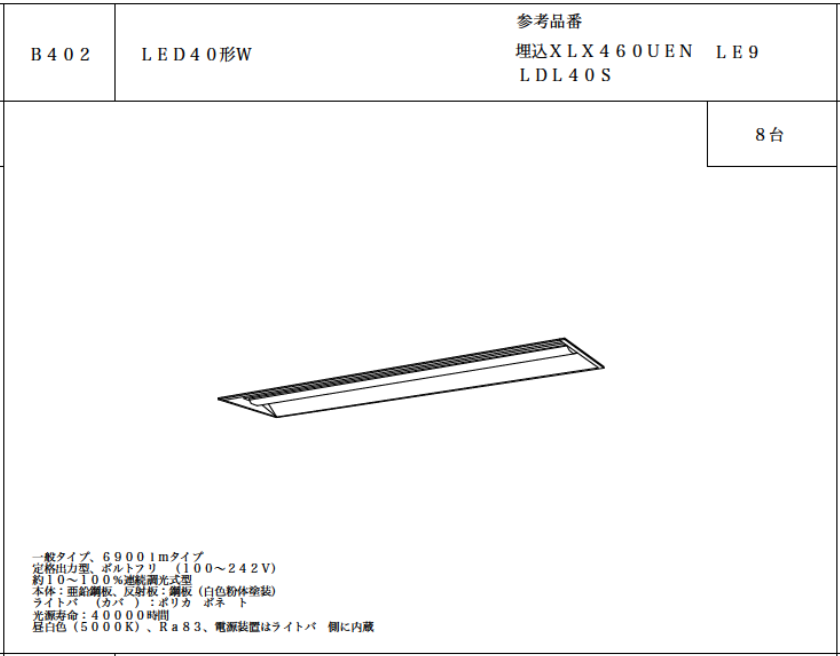 B402
LED40形W
参考品番
埋込XLX460UEN LE9
LDL40S
8台
一般タイプ、6900lmタイプ
定格出力型、ボルトフリ （100～242V）
約10～100%連続調光式型
本体：亜鉛鋼板、反射板：鋼板（白色粉体塗装）
ライトバ （カバ ）：ポリカ ボネ ト
光源寿命：40000時間
昼白色（5000K）、Ra83、電源装置はライトバ 側に内蔵